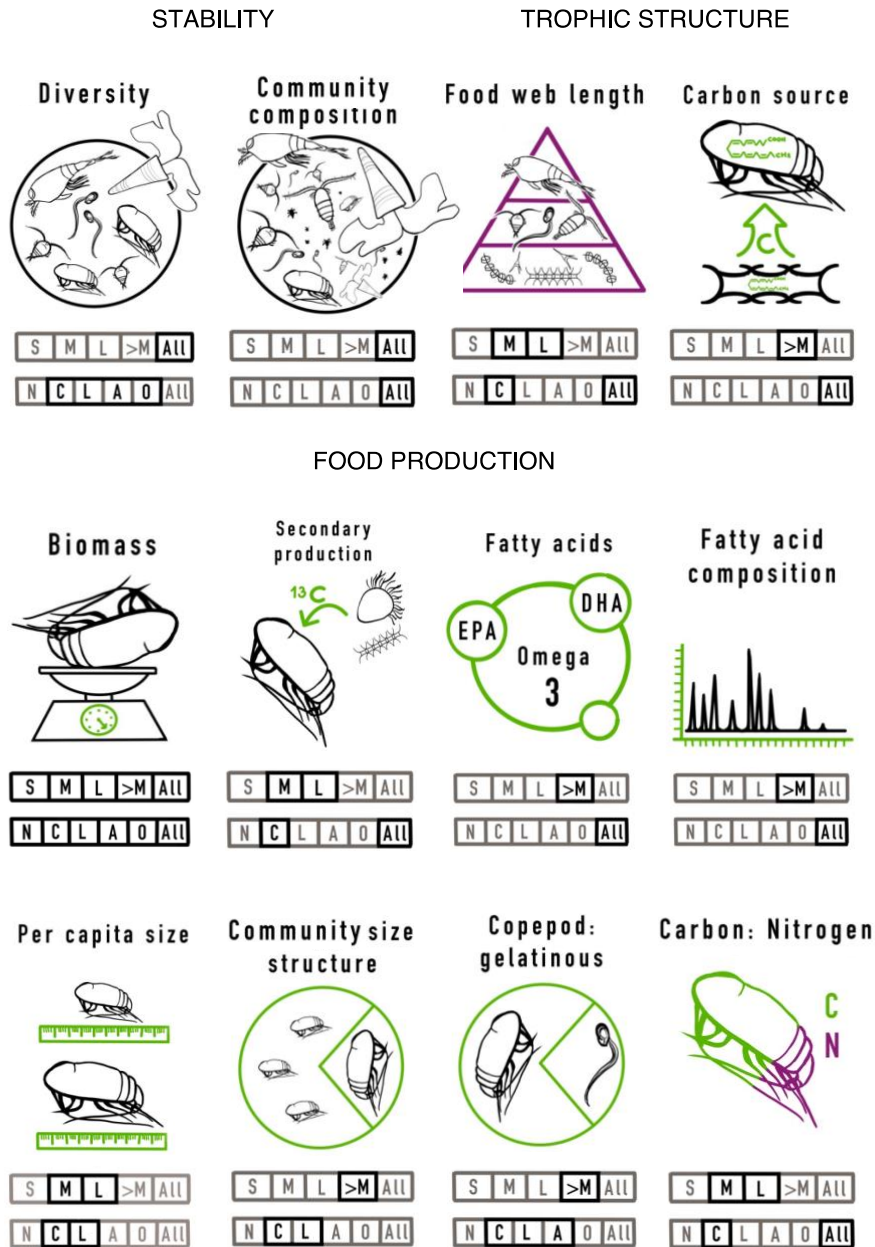 STABILITY TROPHIC STRUCTURE
Diversity Community composition Food web length Carbon source
COOH
CH3
C
S M L >M All S M L >M All S M L >M All S M L >M All
N C L A O All N C L A O All N C L A O All N C L A O All
FOOD PRODUCTION
Biomass Secondary production Fatty acids Fatty acid composition
13C
EPA DHA
Omega
3
S M L >M All S M L >M All S M L >M All S M L >M All
N C L A O All N C L A O All N C L A O All N C L A O All
Per capita size Community size structure Copepod: gelatinous Carbon: Nitrogen
C
N
S M L >M All S M L >M All S M L >M All S M L >M All
N C L A O All N C L A O All N C L A O All N C L A O All